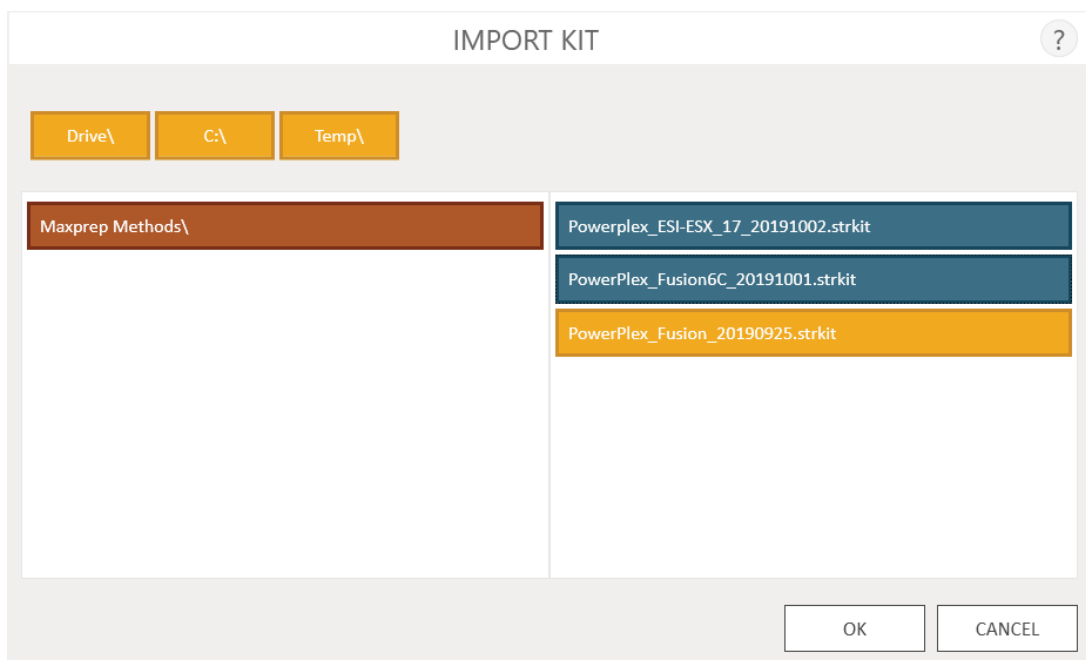 IMPORT KIT
?
Drive\ C:\ Temp\
Maxprep Methods\
Powerplex_ESI-ESX_17_20191002.strkit
PowerPlex_Fusion6C_20191001.strkit
PowerPlex_Fusion_20190925.strkit
OK CANCEL